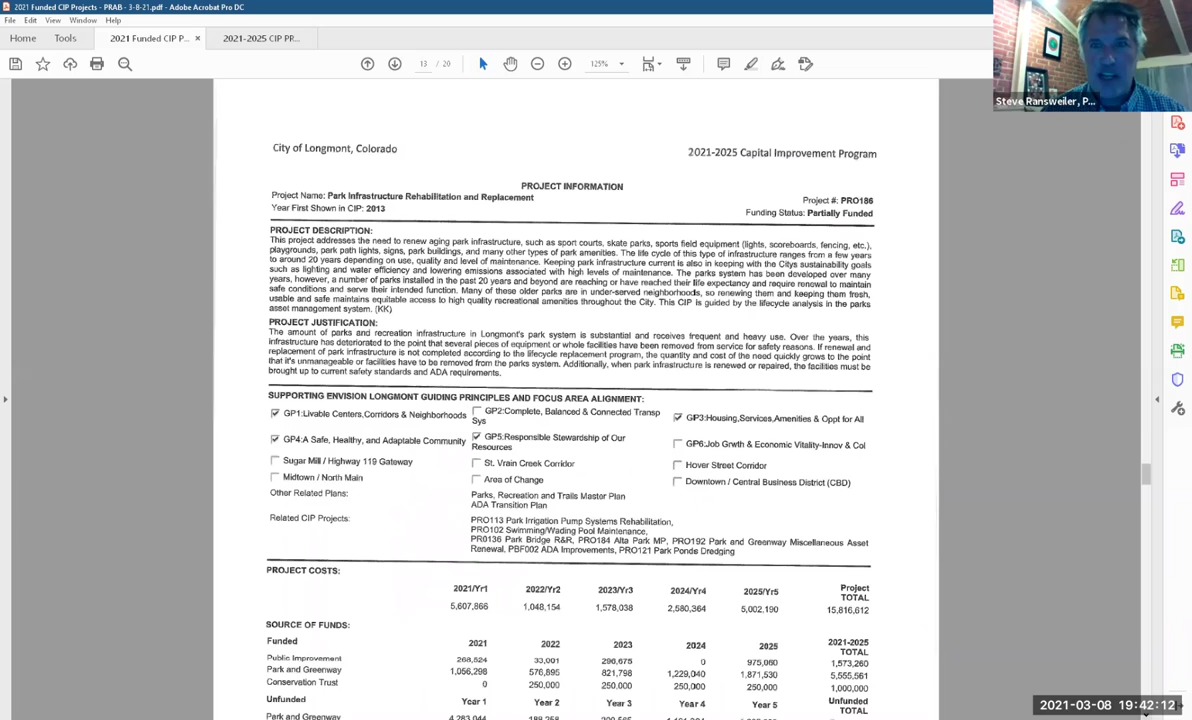 2021 Funded CIP Projects - PRAB - 3-8-21.pdf - Adobe Acrobat Pro DC
File Edit View Window Help
Home Tools 2021 Funded CIP P... × 2021-2025 CIP PR...
13 / 20 125%
Steve Ransweiler, P...
City of Longmont, Colorado 2021-2025 Capital Improvement Program
PROJECT INFORMATION
Project Name: Park Infrastructure Rehabilitation and Replacement Project #: PRO186
Year First Shown in CIP: 2013 Funding Status: Partially Funded
PROJECT DESCRIPTION:
This project addresses the need to renew aging park infrastructure, such as sport courts, skate parks, sports field equipment (lights, scoreboards, fencing, etc.),
playgrounds, park path lights, signs, park buildings, and many other types of park amenities. The life cycle of this type of infrastructure ranges from a few years
to around 20 years depending on use, quality and level of maintenance. Keeping park infrastructure current is also in keeping with the Citys sustainability goals
such as lighting and water efficiency and lowering emissions associated with high levels of maintenance. The parks system has been developed over many
years, however, a number of parks installed in the past 20 years and beyond are reaching or have reached their life expectancy and require renewal to maintain
safe conditions and serve their intended function. Many of these older parks are in under-served neighborhoods, so renewing them and keeping them fresh,
usable and safe maintains equitable access to high quality recreational amenities throughout the City. This CIP is guided by the lifecycle analysis in the parks
asset management system. (KK)
PROJECT JUSTIFICATION:
The amount of parks and recreation infrastructure in Longmont's park system is substantial and receives frequent and heavy use. Over the years, this
infrastructure has deteriorated to the point that several pieces of equipment or whole facilities have been removed from service for safety reasons. If renewal and
replacement of park infrastructure is not completed according to the lifecycle replacement program, the quantity and cost of the need quickly grows to the point
that it's unmanageable or facilities have to be removed from the parks system. Additionally, when park infrastructure is renewed or repaired, the facilities must be
brought up to current safety standards and ADA requirements.
SUPPORTING ENVISION LONGMONT GUIDING PRINCIPLES AND FOCUS AREA ALIGNMENT:
GP1:Livable Centers,Corridors & Neighborhoods GP2:Complete, Balanced & Connected Transp Sys GP3:Housing,Services,Amenities & Oppt for All
GP4:A Safe, Healthy, and Adaptable Community GP5:Responsible Stewardship of Our Resources GP6:Job Grwth & Economic Vitality-Innov & Col
Sugar Mill / Highway 119 Gateway St. Vrain Creek Corridor Hover Street Corridor
Midtown / North Main Area of Change Downtown / Central Business District (CBD)
Other Related Plans: Parks, Recreation and Trails Master Plan
ADA Transition Plan
Related CIP Projects: PRO113 Park Irrigation Pump Systems Rehabilitation,
PRO102 Swimming/Wading Pool Maintenance,
PR0136 Park Bridge R&R, PRO184 Alta Park MP, PRO192 Park and Greenway Miscellaneous Asset
Renewal, PBF002 ADA Improvements, PRO121 Park Ponds Dredging
PROJECT COSTS:
2021/Yr1 2022/Yr2 2023/Yr3 2024/Yr4 2025/Yr5 Project TOTAL
5,607,866 1,048,154 1,578,038 2,580,364 5,002,190 15,816,612
SOURCE OF FUNDS:
Funded 2021 2022 2023 2024 2025 2021-2025 TOTAL
Public Improvement 268,524 33,001 296,675 0 975,060 1,573,260
Park and Greenway 1,056,298 576,895 821,798 1,229,040 1,871,530 5,555,561
Conservation Trust 0 250,000 250,000 250,000 250,000 1,000,000
Unfunded Year 1 Year 2 Year 3 Year 4 Year 5 Unfunded TOTAL
Park and Greenway 4,283,044
2021-03-08 19:42:12